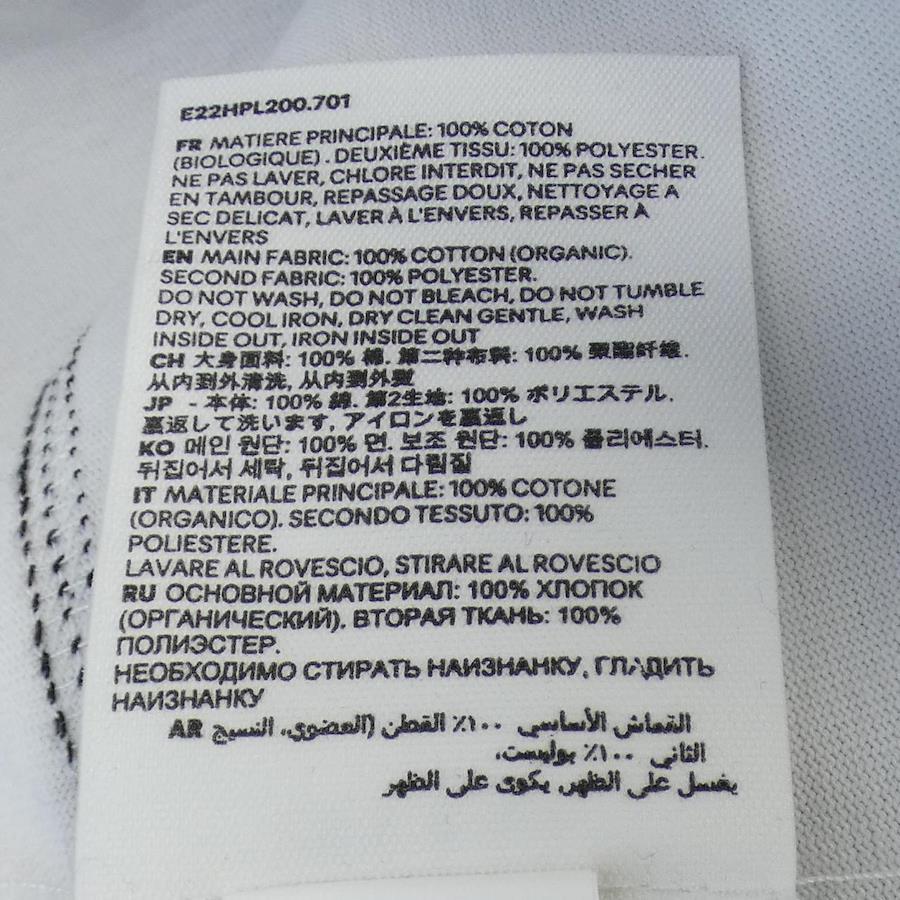 E22HPL200.701
FR MATIERE PRINCIPALE: 100% COTON
(BIOLOGIQUE) . DEUXIÈME TISSU: 100% POLYESTER.
NE PAS LAVER, CHLORE INTERDIT, NE PAS SECHER
EN TAMBOUR, REPASSAGE DOUX, NETTOYAGE A
SEC DELICAT, LAVER À L'ENVERS, REPASSER À
L'ENVERS
EN MAIN FABRIC: 100% COTTON (ORGANIC).
SECOND FABRIC: 100% POLYESTER.
DO NOT WASH, DO NOT BLEACH, DO NOT TUMBLE
DRY, COOL IRON, DRY CLEAN GENTLE, WASH
INSIDE OUT, IRON INSIDE OUT
CH 大身面料: 100% 棉. 第二种布料: 100% 聚酯纤维.
从内到外清洗, 从内到外熨
JP - 本体: 100% 綿. 第2生地: 100% ポリエステル.
裏返して洗います, アイロンを裏返し
KO 메인 원단: 100% 면. 보조 원단: 100% 폴리에스터.
뒤집어서 세탁, 뒤집어서 다림질
IT MATERIALE PRINCIPALE: 100% COTONE
(ORGANICO). SECONDO TESSUTO: 100%
POLIESTERE.
LAVARE AL ROVESCIO, STIRARE AL ROVESCIO
RU ОСНОВНОЙ МАТЕРИАЛ: 100% ХЛОПОК
(ОРГАНИЧЕСКИЙ). ВТОРАЯ ТКАНЬ: 100%
ПОЛИЭСТЕР.
НЕОБХОДИМО СТИРАТЬ НАИЗНАНКУ, ГЛАДИТЬ
НАИЗНАНКУ
القماش الأساسي ١٠٠٪ القطن (العضوي، النسيج AR
الثاني ١٠٠٪ بوليست،
يغسل على الظهر, يكوى على الظهر